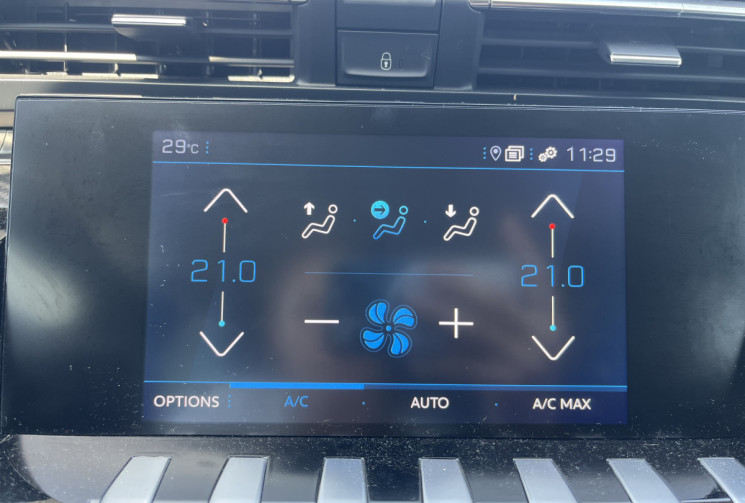 29°C 11:29
21.0 21.0
OPTIONS A/C AUTO A/C MAX